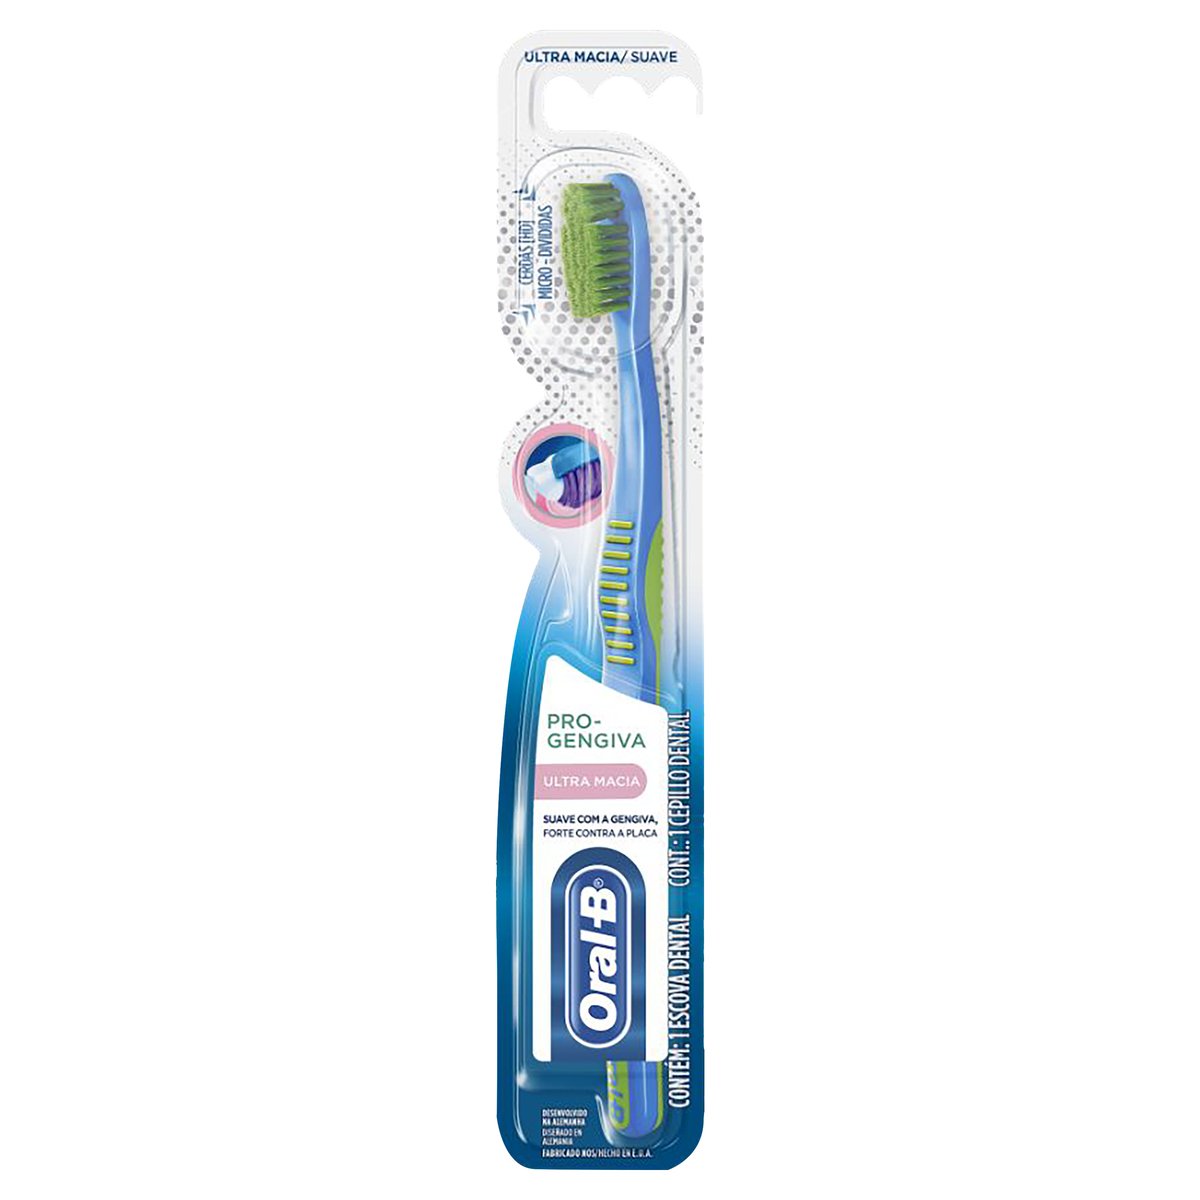 ULTRA MACIA/ SUAVE
CERDAS [HD]
MICRO - DIVIDIDAS
PRO-
GENGIVA
ULTRA MACIA
SUAVE COM A GENGIVA,
FORTE CONTRA A PLACA
Oral-B®
CONTÉM: 1 ESCOVA DENTAL CONT.: 1 CEPILLO DENTAL
DESENVOLVIDO
NA ALEMANHA
DISEÑADO EN
ALEMANIA
FABRICADO NOS/HECHO EN E.U.A.